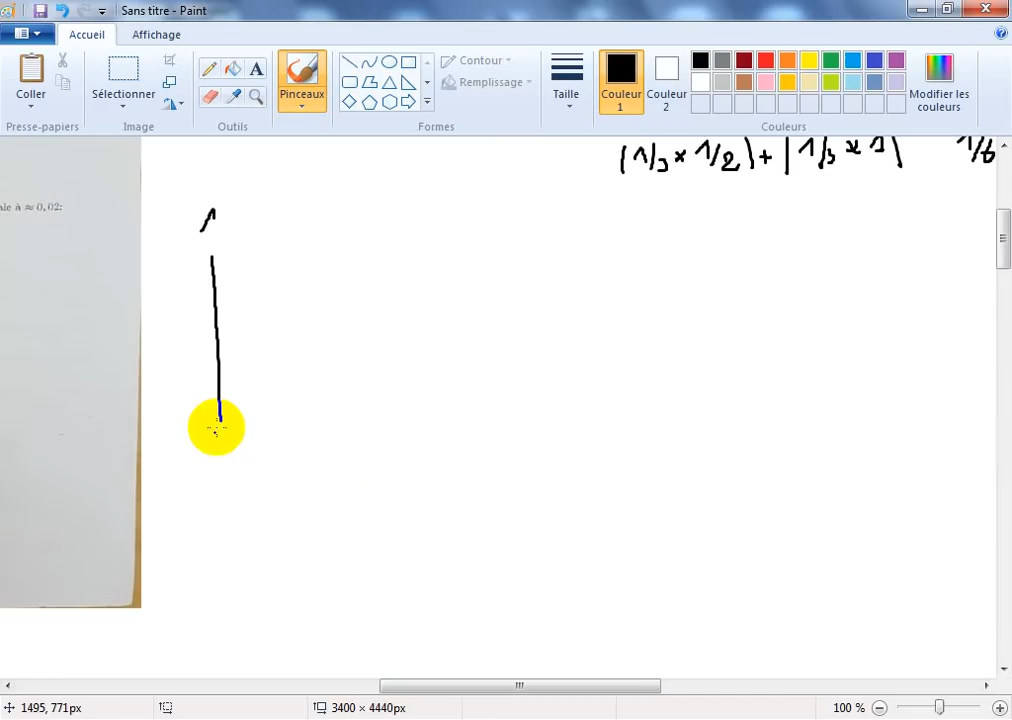 Sans titre - Paint
Accueil Affichage
Coller
Sélectionner
Pinceaux
Contour
Remplissage
Taille
Couleur 1
Couleur 2
Modifier les couleurs
Presse-papiers Image Outils Formes Couleurs
(1/3 × 1/2) + (1/3 × 1) 1/6
ale à ≈ 0,02:
1495, 771px 3400 × 4440px 100 %